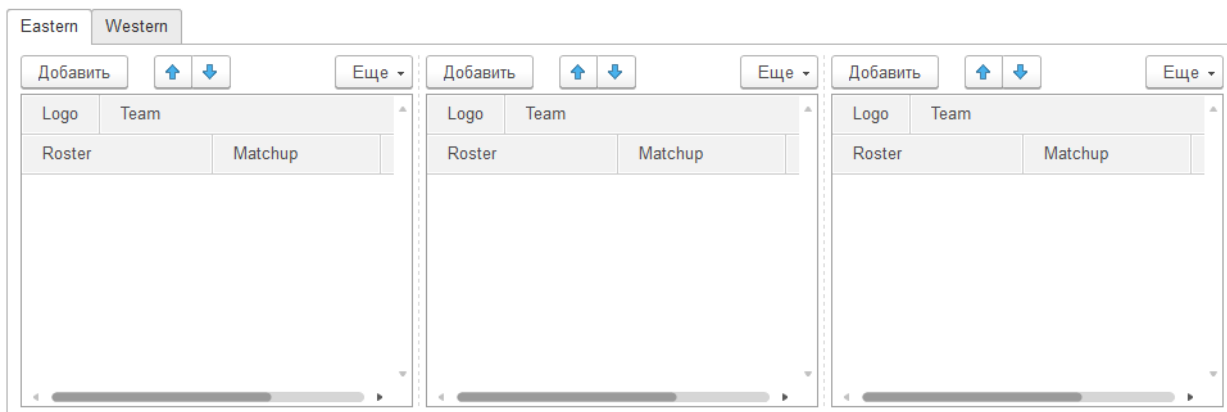 Eastern Western
Добавить Еще Добавить Еще Добавить Еще
Logo Team Logo Team Logo Team
Roster Matchup Roster Matchup Roster Matchup